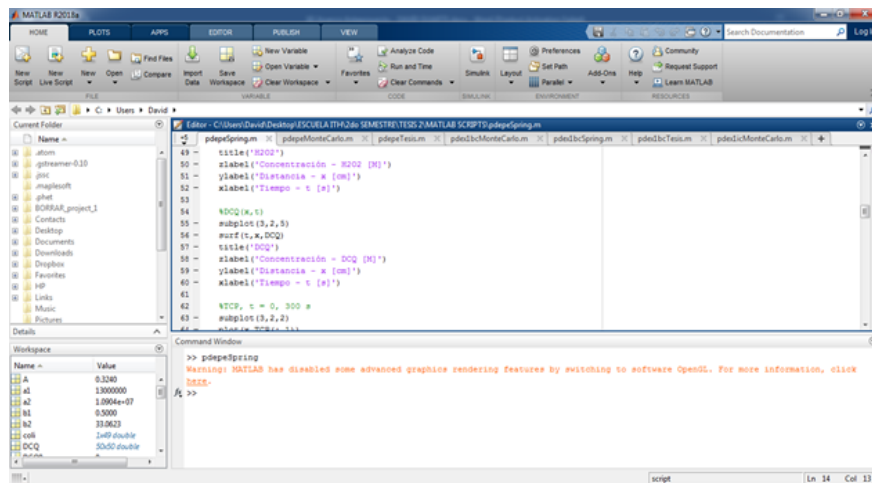 MATLAB R2018a
HOME PLOTS APPS EDITOR PUBLISH VIEW Search Documentation Log I
New Script
New Live Script
New
Open
Find Files
Compare
Import Data
Save Workspace
New Variable
Open Variable
Clear Workspace
Favorites
Analyze Code
Run and Time
Clear Commands
Simulink
Layout
Preferences
Set Path
Parallel
Add-Ons
Help
Community
Request Support
Learn MATLAB
FILE VARIABLE CODE SIMULINK ENVIRONMENT RESOURCES
C: Users David
Current Folder
Name
.atom
.gstreamer-0.10
.maplesoft
.phet
BORRAR_project_1
Contacts
Desktop
Documents
Downloads
Dropbox
Favorites
HP
Links
Music
Pictures
Details
Workspace
Name Value
A 0.3240
a1 13000000
a2 1.0904e+07
b1 0.5000
b2 33.0623
coli 1x49 double
DCQ 50x50 double
Editor - C:\Users\David\Desktop\ESCUELA ITH\2do SEMESTRE\TESIS 2\MATLAB SCRIPTS\pdepeSpring.m
+5 pdepeSpring.m pdepeMonteCarlo.m pdepeTesis.m pdex1bcMonteCarlo.m pdex1bcSpring.m pdex1bcTesis.m pdex1icMonteCarlo.m +
49 - title('H2O2')
50 - zlabel('Concentración - H2O2 [M]')
51 - ylabel('Distancia - x [cm]')
52 - xlabel('Tiempo - t [s]')
53
54 %DCQ(x,t)
55 - subplot(3,2,5)
56 - surf(t,x,DCQ)
57 - title('DCQ')
58 - zlabel('Concentración - DCQ [M]')
59 - ylabel('Distancia - x [cm]')
60 - xlabel('Tiempo - t [s]')
61
62 %TCP, t = 0, 300 s
63 - subplot(3,2,2)
Command Window
>> pdepeSpring
Warning: MATLAB has disabled some advanced graphics rendering features by switching to software OpenGL. For more information, click
here.
fx >>
script Ln 14 Col 13